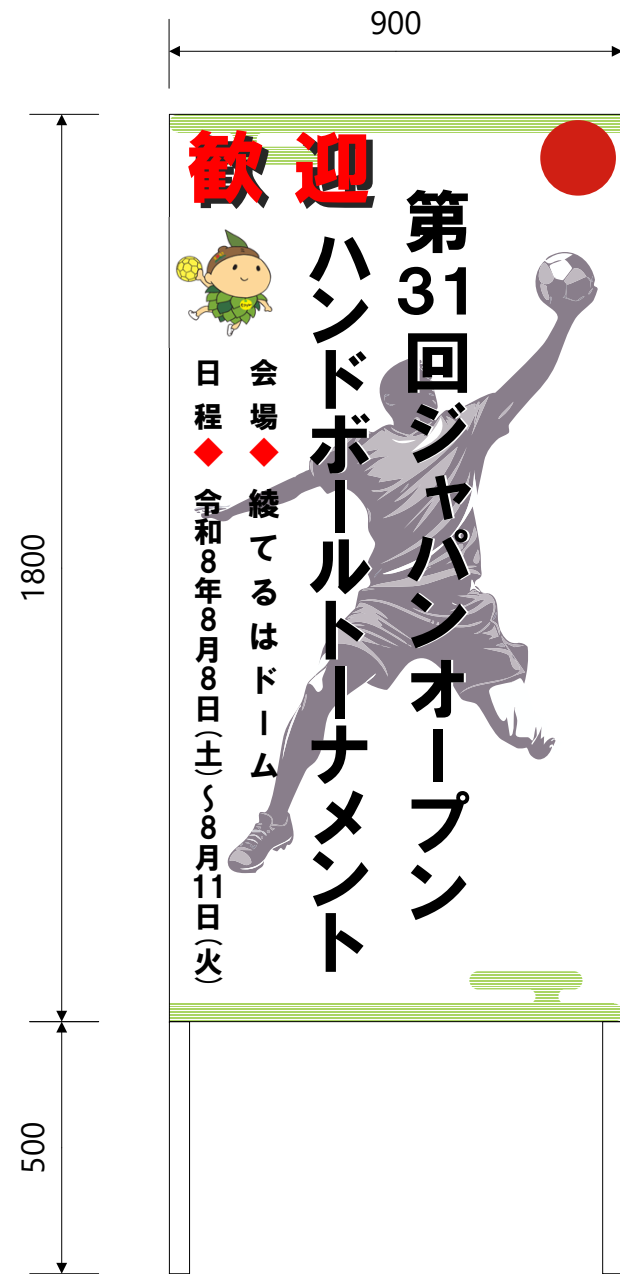 900
1800
500
歓迎
第31回ジャパンオープン
ハンドボールトーナメント
会場◆綾てるはドーム
日程◆令和8年8月8日(土)~8月11日(火)